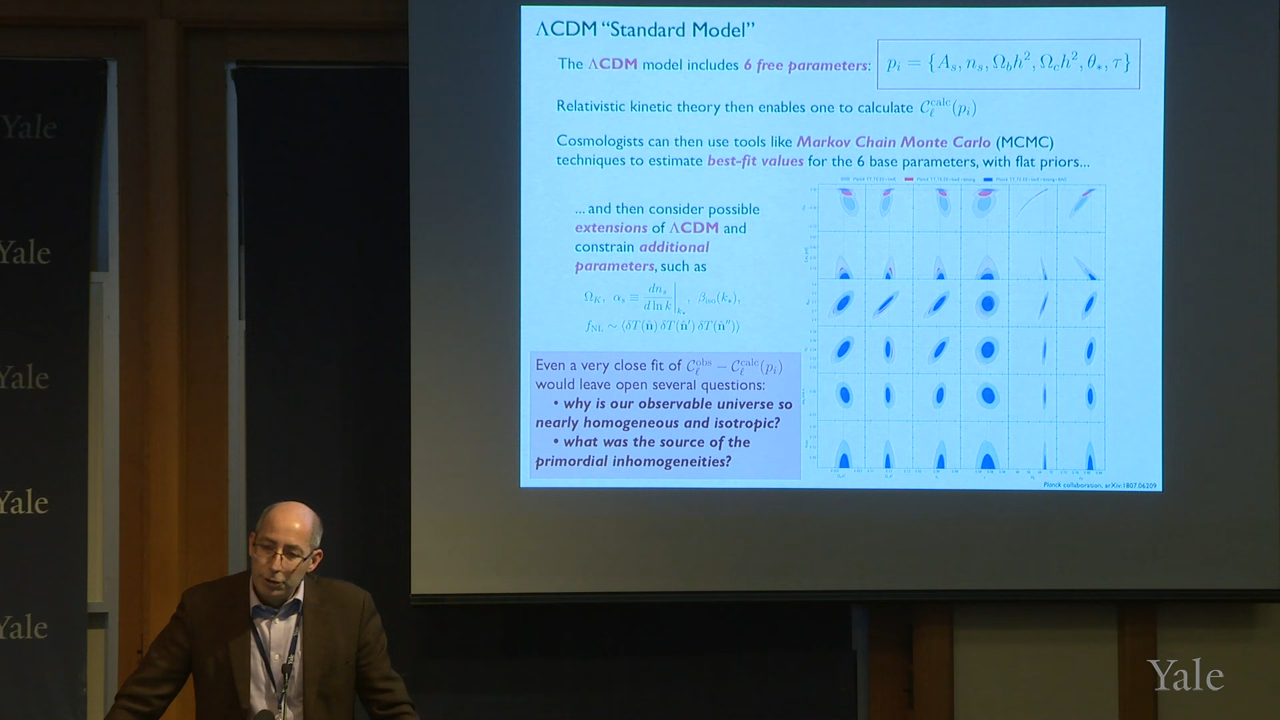 ΛCDM “Standard Model”
The ΛCDM model includes 6 free parameters: p_i = {A_s, n_s, Ω_b h², Ω_c h², θ_*, τ}
Relativistic kinetic theory then enables one to calculate C_ℓ^calc(p_i)
Cosmologists can then use tools like Markov Chain Monte Carlo (MCMC)
techniques to estimate best-fit values for the 6 base parameters, with flat priors...
... and then consider possible
extensions of ΛCDM and
constrain additional
parameters, such as
Ω_K, α_s ≡ dn_s/d ln k|_k_*, β_iso(k_*),
f_NL ~ ⟨δT(n̂) δT(n̂′) δT(n̂″)⟩
Even a very close fit of C_ℓ^obs − C_ℓ^calc(p_i)
would leave open several questions:
• why is our observable universe so
nearly homogeneous and isotropic?
• what was the source of the
primordial inhomogeneities?
Planck collaboration, arXiv:1807.06209
Yale
Yale
Yale
Yale
Yale
Yale